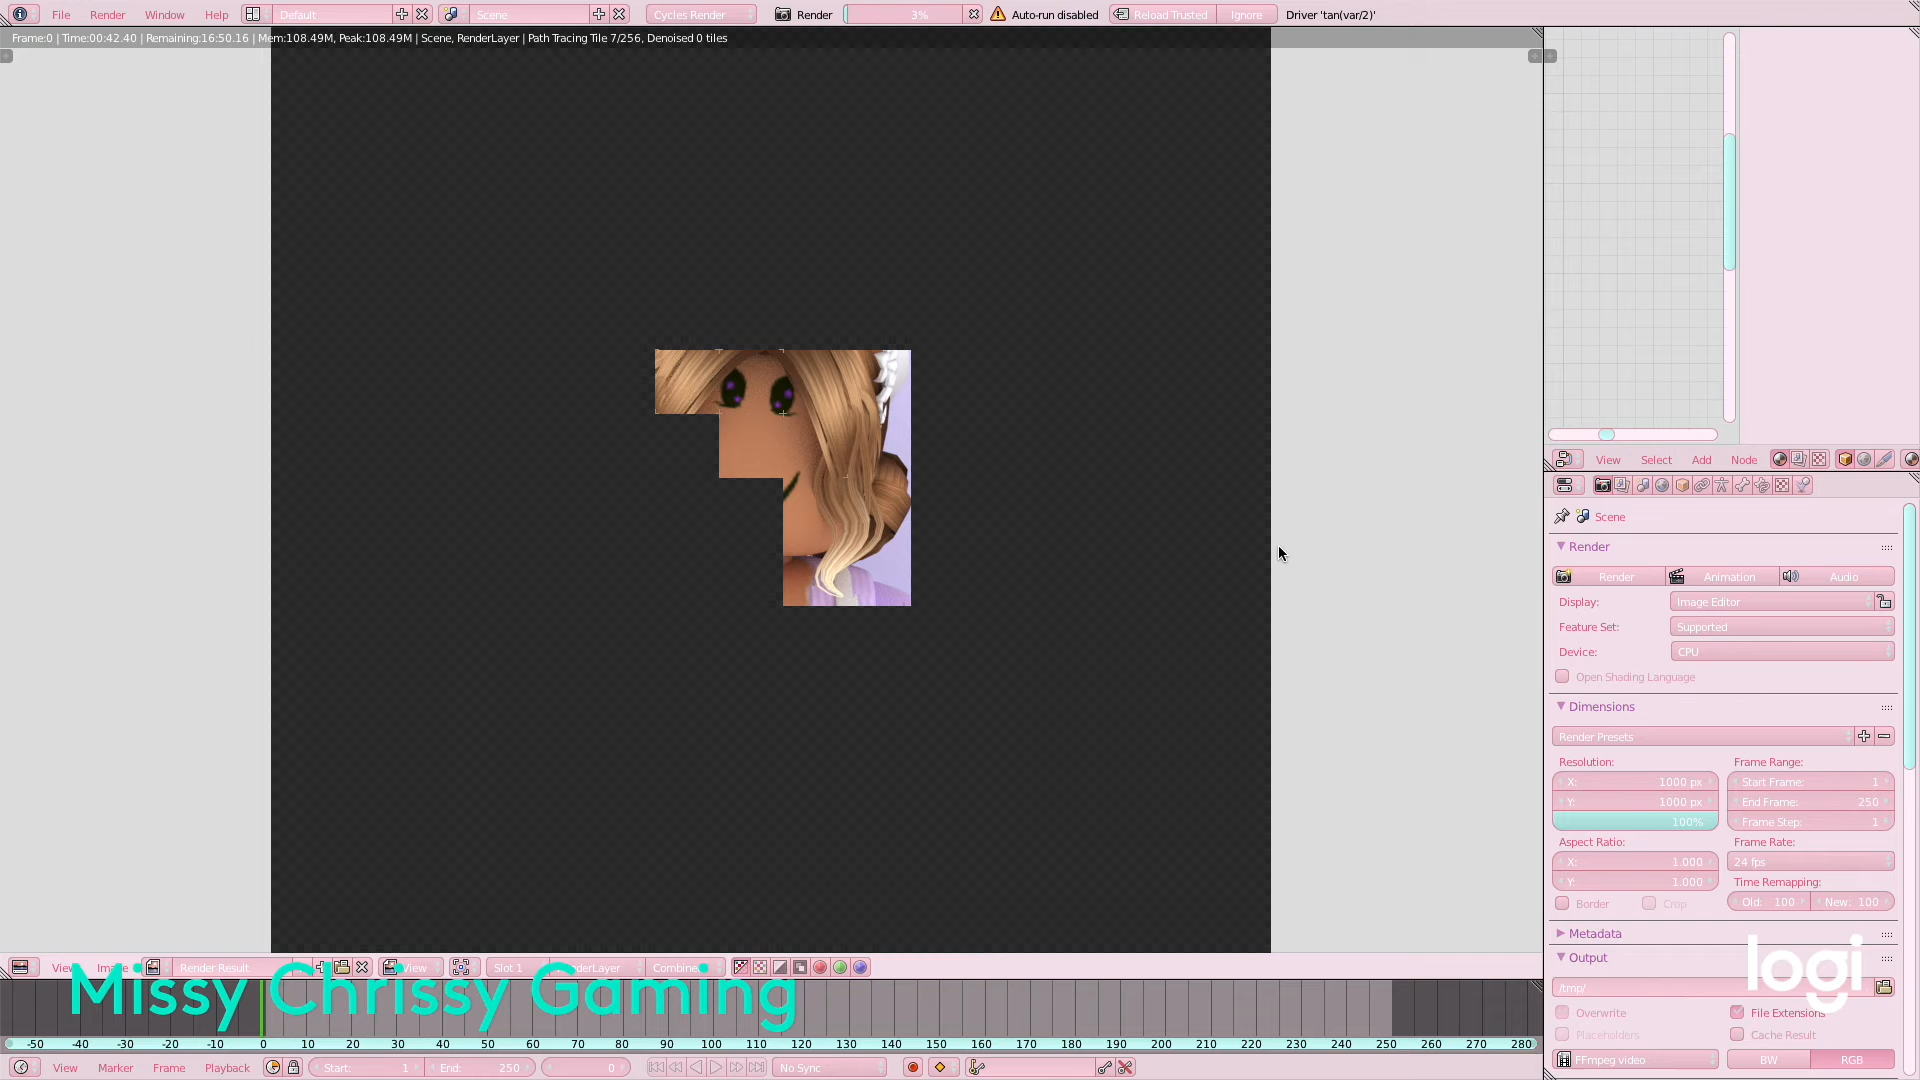 File Render Window Help Default Scene Cycles Render Render 3% Auto-run disabled Reload Trusted Ignore Driver 'tan(var/2)'
Frame:0 | Time:00:42.40 | Remaining:16:50.16 | Mem:108.49M, Peak:108.49M | Scene, RenderLayer | Path Tracing Tile 7/256, Denoised 0 tiles
View Select Add Node
Scene
Render
Render Animation Audio
Display: Image Editor
Feature Set: Supported
Device: CPU
Open Shading Language
Dimensions
Render Presets
Resolution: Frame Range:
X: 1000 px Start Frame: 1
Y: 1000 px End Frame: 250
100% Frame Step: 1
Aspect Ratio: Frame Rate:
X: 1.000 24 fps
Y: 1.000 Time Remapping:
Border Crop Old: 100 New: 100
Metadata
Output
/tmp/
Overwrite File Extensions
Placeholders Cache Result
FFmpeg video BW RGB
logi
Render Result View Slot 1
Missy Chrissy Gaming
-50 -40 -30 -20 -10 0 10 20 30 40 50 60 70 80 90 100 110 120 130 140 150 160 170 180 190 200 210 220 230 240 250 260 270 280
View Marker Frame Playback Start: 1 End: 250 0 No Sync